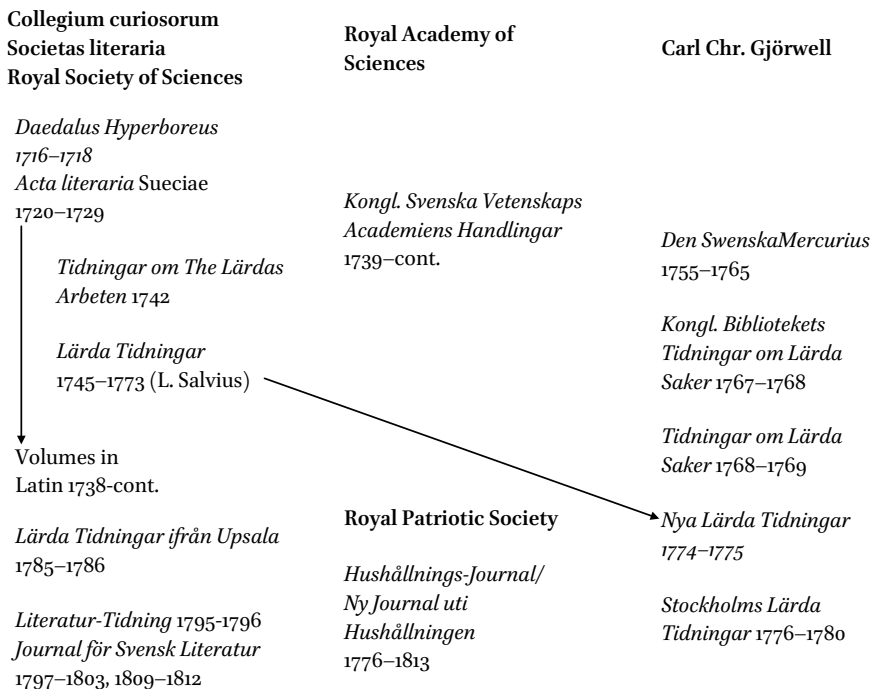 Collegium curiosorum
Societas literaria
Royal Society of Sciences
Daedalus Hyperboreus
1716–1718
Acta literaria Sueciae
1720–1729
Tidningar om The Lärdas
Arbeten 1742
Lärda Tidningar
1745–1773 (L. Salvius)
Volumes in
Latin 1738-cont.
Lärda Tidningar ifrån Upsala
1785–1786
Literatur-Tidning 1795-1796
Journal för Svensk Literatur
1797–1803, 1809–1812
Royal Academy of
Sciences
Kongl. Svenska Vetenskaps
Academiens Handlingar
1739–cont.
Royal Patriotic Society
Hushållnings-Journal/
Ny Journal uti
Hushållningen
1776–1813
Carl Chr. Gjörwell
Den SwenskaMercurius
1755–1765
Kongl. Bibliotekets
Tidningar om Lärda
Saker 1767–1768
Tidningar om Lärda
Saker 1768–1769
Nya Lärda Tidningar
1774–1775
Stockholms Lärda
Tidningar 1776–1780